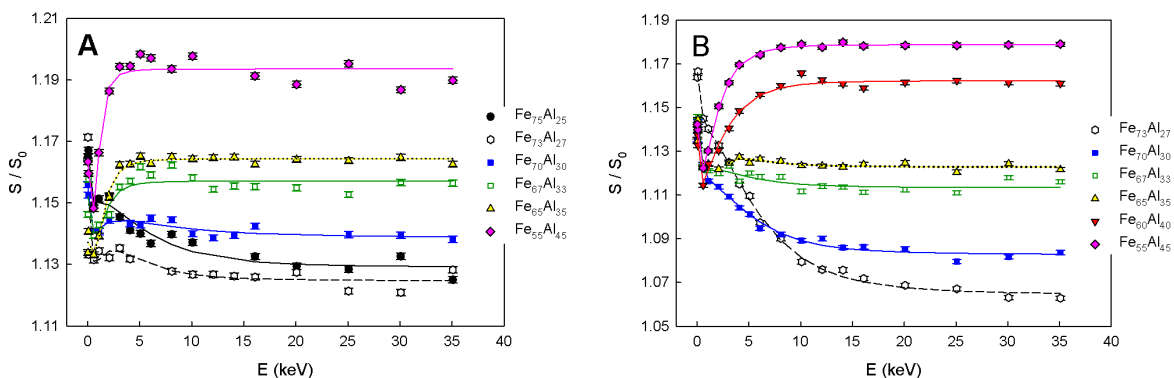 A
S / S₀
1.21
1.19
1.17
1.15
1.13
1.11
0 5 10 15 20 25 30 35 40
E (keV)
Fe₇₅Al₂₅
Fe₇₃Al₂₇
Fe₇₀Al₃₀
Fe₆₇Al₃₃
Fe₆₅Al₃₅
Fe₅₅Al₄₅
B
S / S₀
1.19
1.17
1.15
1.13
1.11
1.09
1.07
1.05
0 5 10 15 20 25 30 35 40
E (keV)
Fe₇₃Al₂₇
Fe₇₀Al₃₀
Fe₆₇Al₃₃
Fe₆₅Al₃₅
Fe₆₀Al₄₀
Fe₅₅Al₄₅